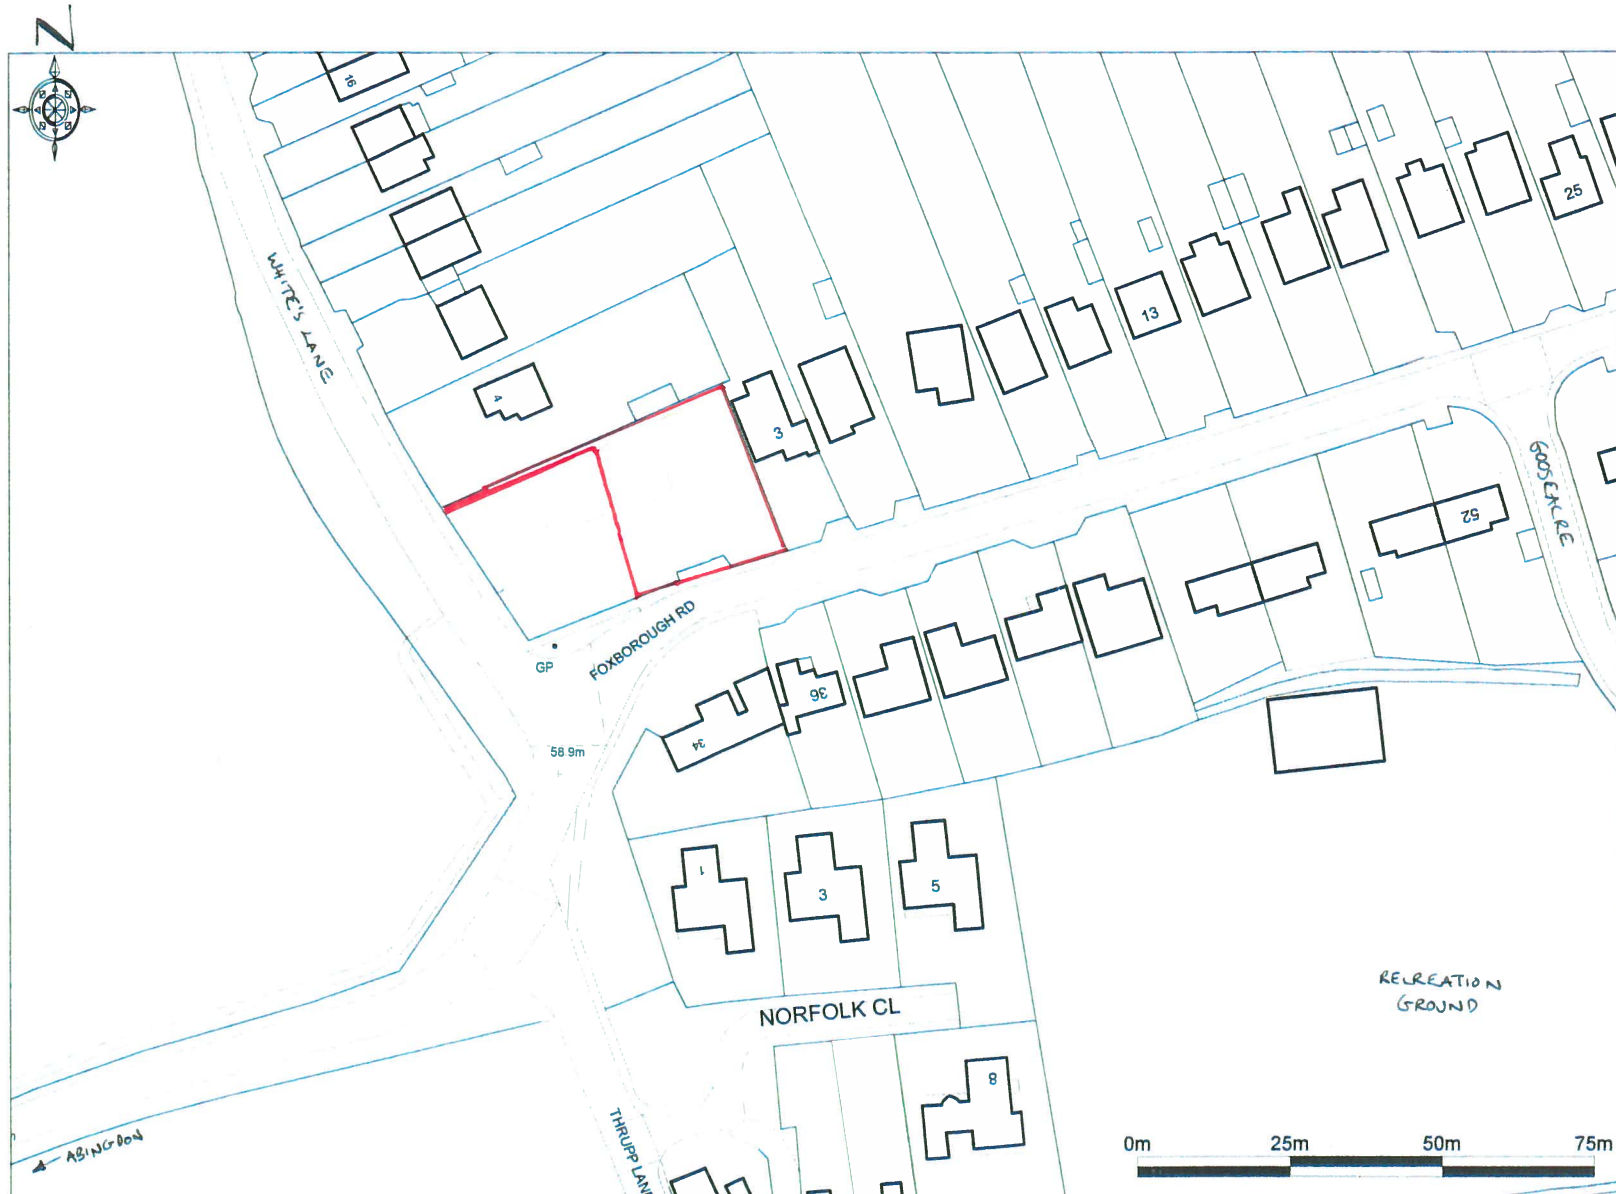 N
16
WHITE'S LANE
25
13
4
3
GOOSEACRE
52
FOXBOROUGH RD
GP
36
34
58.9m
1
3
5
RECREATION
GROUND
NORFOLK CL
8
THRUPP LANE
ABINGDON
0m 25m 50m 75m